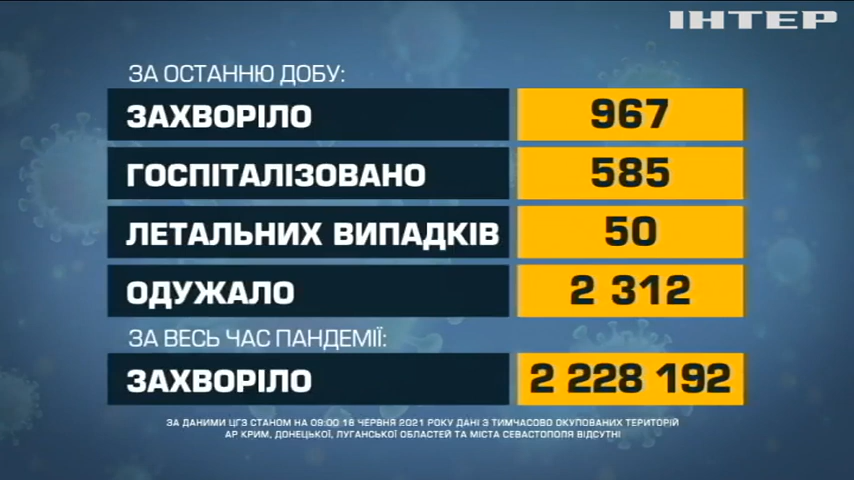 ІНТЕР
ЗА ОСТАННЮ ДОБУ:
ЗАХВОРІЛО 967
ГОСПІТАЛІЗОВАНО 585
ЛЕТАЛЬНИХ ВИПАДКІВ 50
ОДУЖАЛО 2 312
ЗА ВЕСЬ ЧАС ПАНДЕМІЇ:
ЗАХВОРІЛО 2 228 192
ЗА ДАНИМИ ЦГЗ СТАНОМ НА 09:00 18 ЧЕРВНЯ 2021 РОКУ ДАНІ З ТИМЧАСОВО ОКУПОВАНИХ ТЕРИТОРІЙ
АР КРИМ, ДОНЕЦЬКОЇ, ЛУГАНСЬКОЇ ОБЛАСТЕЙ ТА МІСТА СЕВАСТОПОЛЯ ВІДСУТНІ